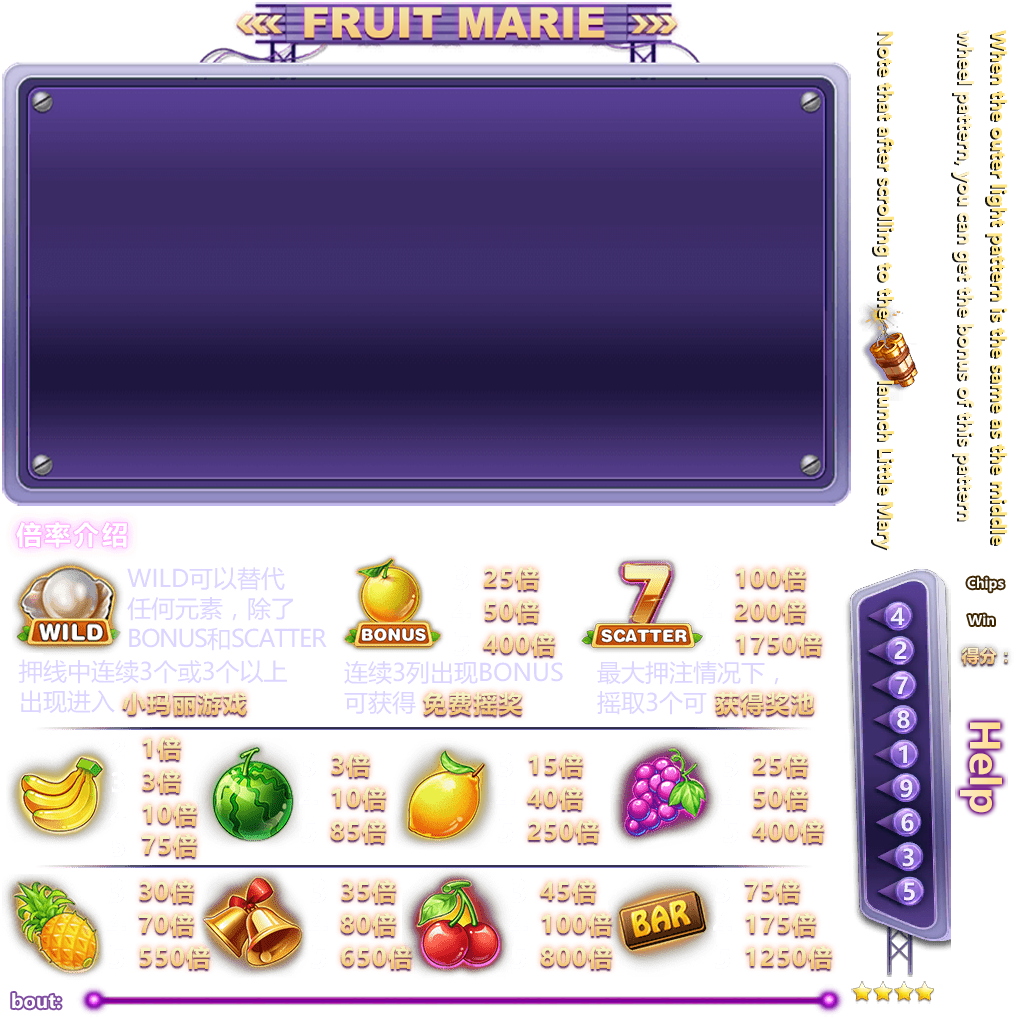 FRUIT MARIE
When the outer light pattern is the same as the middle
wheel pattern, you can get the bonus of this pattern
Note that after scrolling to the
launch Little Mary
倍率介绍
WILD
WILD可以替代
任何元素，除了
BONUS和SCATTER
押线中连续3个或3个以上
出现进入 小玛丽游戏
BONUS
25倍
50倍
400倍
连续3列出现BONUS
可获得 免费摇奖
7
SCATTER
100倍
200倍
1750倍
最大押注情况下，
摇取3个可 获得奖池
1倍
3倍
10倍
75倍
3倍
10倍
85倍
15倍
40倍
250倍
25倍
50倍
400倍
30倍
70倍
550倍
35倍
80倍
650倍
45倍
100倍
800倍
BAR
75倍
175倍
1250倍
bout:
4
2
7
8
1
9
6
3
5
Chips
Win
得分：
Help